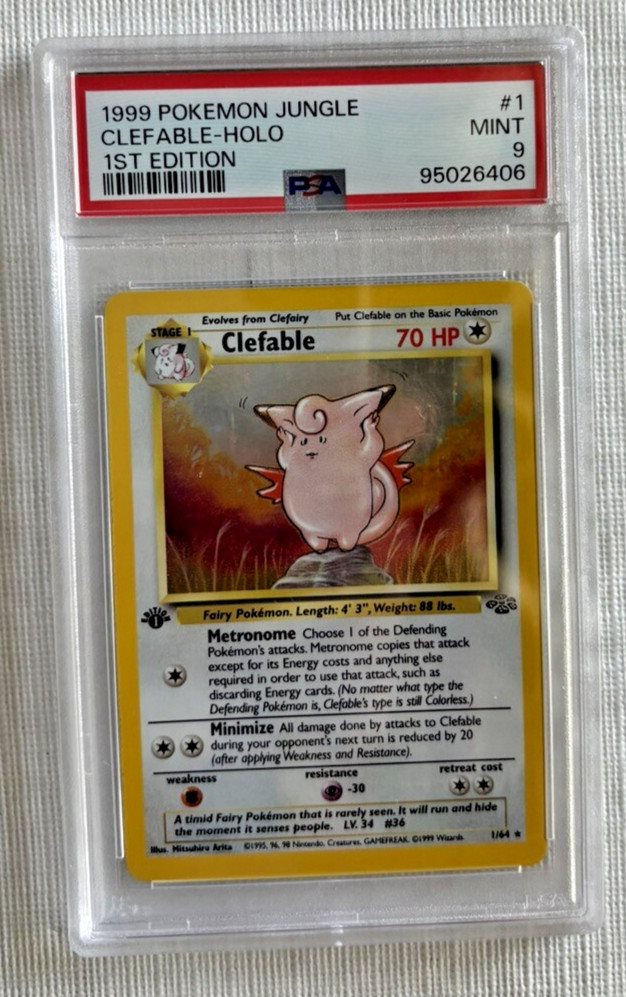 1999 POKEMON JUNGLE #1
CLEFABLE-HOLO MINT
1ST EDITION 9
95026406
PSA
Evolves from Clefairy Put Clefable on the Basic Pokémon
STAGE 1 Clefable 70 HP
Fairy Pokémon. Length: 4' 3", Weight: 88 lbs.
EDITION 1
Metronome Choose 1 of the Defending
Pokémon's attacks. Metronome copies that attack
except for its Energy costs and anything else
required in order to use that attack, such as
discarding Energy cards. (No matter what type the
Defending Pokémon is, Clefable's type is still Colorless.)
Minimize All damage done by attacks to Clefable
during your opponent's next turn is reduced by 20
(after applying Weakness and Resistance).
weakness resistance retreat cost
-30
A timid Fairy Pokémon that is rarely seen. It will run and hide
the moment it senses people. LV. 34 #36
Illus. Mitsuhiro Arita ©1995, 96, 98 Nintendo, Creatures, GAMEFREAK. ©1999 Wizards. 1/64 ★